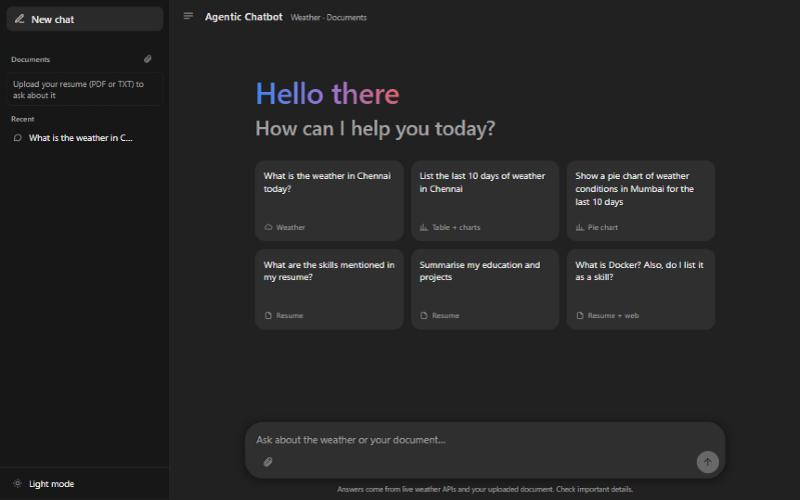 New chat
Agentic Chatbot
Weather · Documents
Documents
Upload your resume (PDF or TXT) to
ask about it
Recent
What is the weather in C...
Hello there
How can I help you today?
What is the weather in Chennai
today?
Weather
List the last 10 days of weather
in Chennai
Table + charts
Show a pie chart of weather
conditions in Mumbai for the
last 10 days
Pie chart
What are the skills mentioned in
my resume?
Resume
Summarise my education and
projects
Resume
What is Docker? Also, do I list it
as a skill?
Resume + web
Ask about the weather or your document...
Light mode
Answers come from live weather APIs and your uploaded document. Check important details.